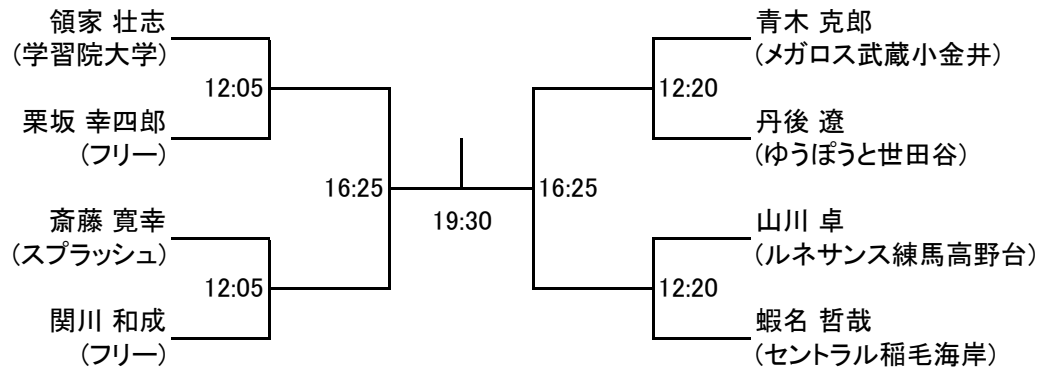 領家 壮志
(学習院大学)
12:05
栗坂 幸四郎
(フリー)
16:25
斎藤 寛幸
(スプラッシュ)
12:05
関川 和成
(フリー)
19:30
青木 克郎
(メガロス武蔵小金井)
12:20
丹後 遼
(ゆうぽうと世田谷)
16:25
山川 卓
(ルネサンス練馬高野台)
12:20
蝦名 哲哉
(セントラル稲毛海岸)